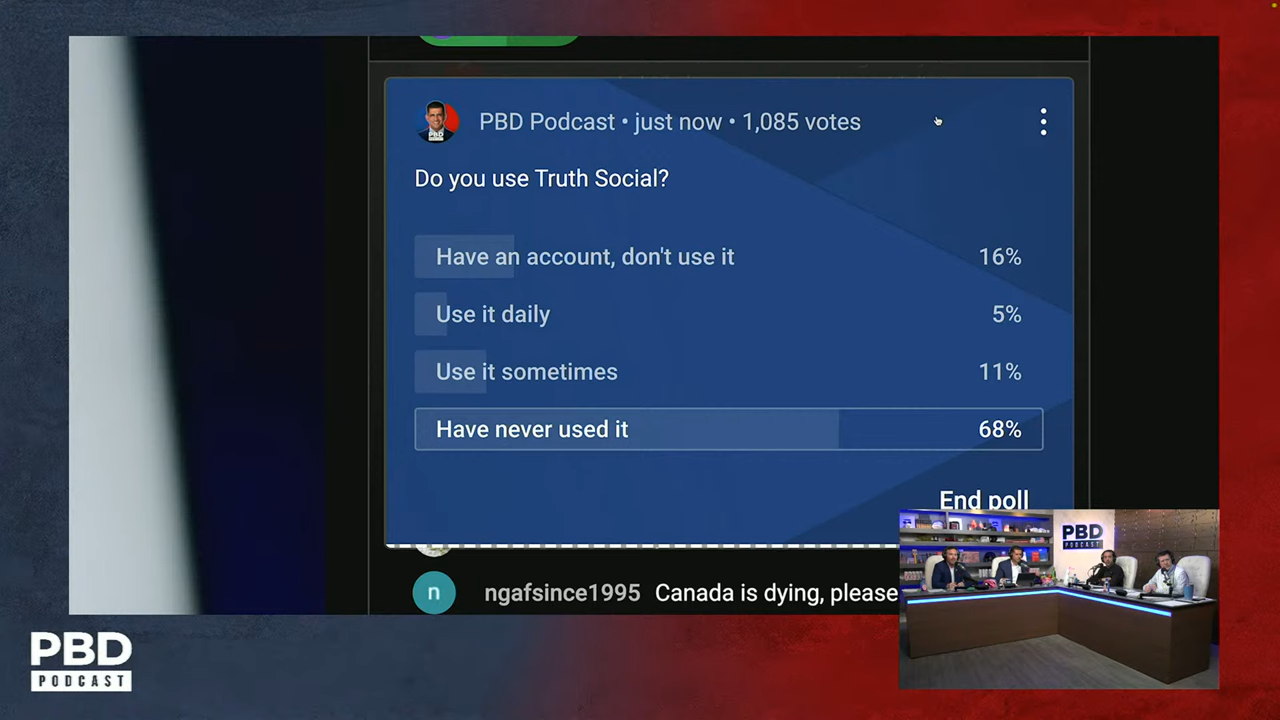 PBD Podcast • just now • 1,085 votes
Do you use Truth Social?
Have an account, don't use it 16%
Use it daily 5%
Use it sometimes 11%
Have never used it 68%
End poll
n ngafsince1995 Canada is dying, please
PBD
PODCAST
PBD
PODCAST